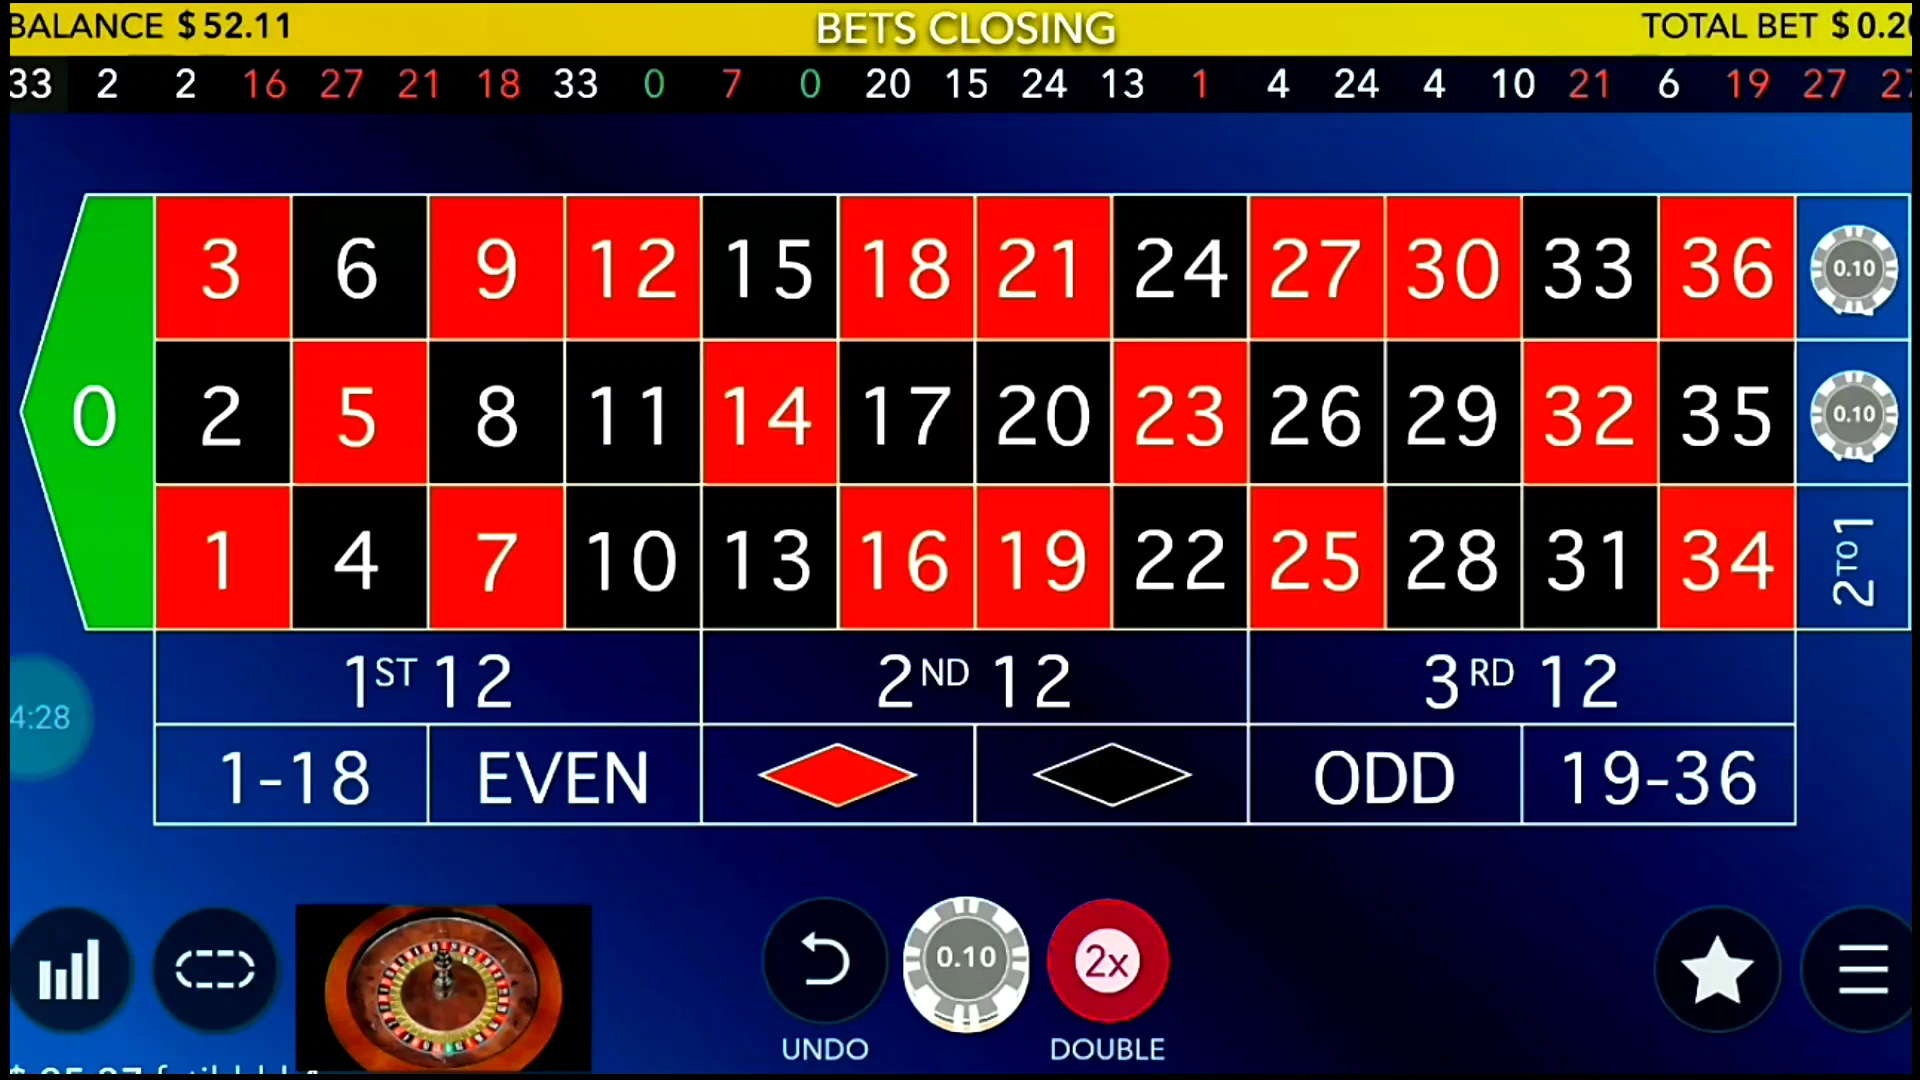 BALANCE $52.11 BETS CLOSING TOTAL BET $0.20
33 2 2 16 27 21 18 33 0 7 0 20 15 24 13 1 4 24 4 10 21 6 19 27 27
3 6 9 12 15 18 21 24 27 30 33 36 0.10
0 2 5 8 11 14 17 20 23 26 29 32 35 0.10
1 4 7 10 13 16 19 22 25 28 31 34 2 TO 1
1ST 12 2ND 12 3RD 12
4:28
1-18 EVEN ODD 19-36
0.10 2x
UNDO DOUBLE